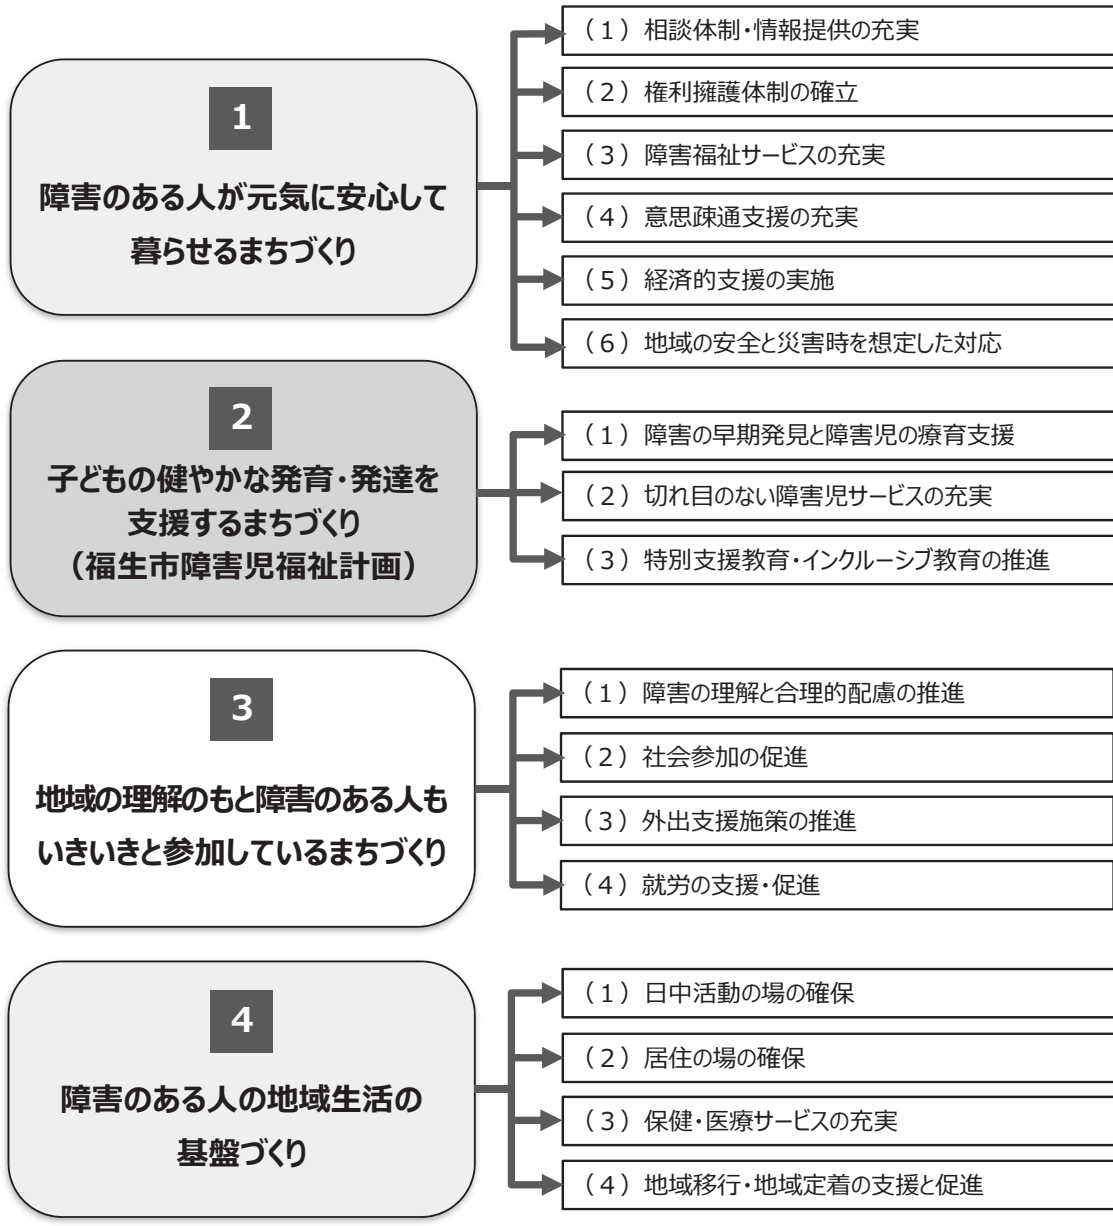 1
障害のある人が元気に安心して
暮らせるまちづくり
（１）相談体制・情報提供の充実
（２）権利擁護体制の確立
（３）障害福祉サービスの充実
（４）意思疎通支援の充実
（５）経済的支援の実施
（６）地域の安全と災害時を想定した対応
2
子どもの健やかな発育・発達を
支援するまちづくり
（福生市障害児福祉計画）
（１）障害の早期発見と障害児の療育支援
（２）切れ目のない障害児サービスの充実
（３）特別支援教育・インクルーシブ教育の推進
3
地域の理解のもと障害のある人も
いきいきと参加しているまちづくり
（１）障害の理解と合理的配慮の推進
（２）社会参加の促進
（３）外出支援施策の推進
（４）就労の支援・促進
4
障害のある人の地域生活の
基盤づくり
（１）日中活動の場の確保
（２）居住の場の確保
（３）保健・医療サービスの充実
（４）地域移行・地域定着の支援と促進